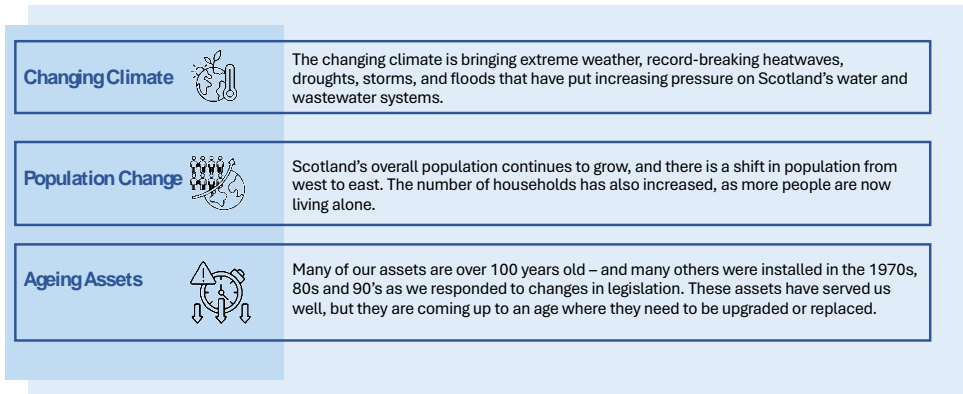 Changing Climate
The changing climate is bringing extreme weather, record-breaking heatwaves,
droughts, storms, and floods that have put increasing pressure on Scotland’s water and
wastewater systems.
Population Change
Scotland’s overall population continues to grow, and there is a shift in population from
west to east. The number of households has also increased, as more people are now
living alone.
Ageing Assets
Many of our assets are over 100 years old – and many others were installed in the 1970s,
80s and 90’s as we responded to changes in legislation. These assets have served us
well, but they are coming up to an age where they need to be upgraded or replaced.